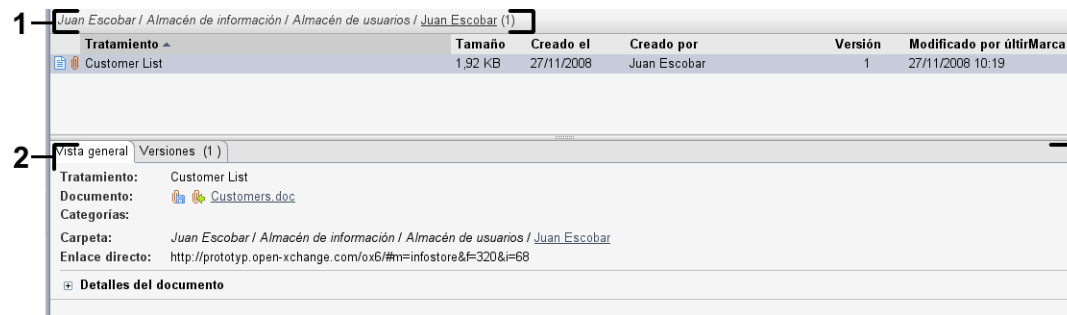 1
Juan Escobar / Almacén de información / Almacén de usuarios / Juan Escobar (1)
Tratamiento Tamaño Creado el Creado por Versión Modificado por últirMarca
Customer List 1,92 KB 27/11/2008 Juan Escobar 1 27/11/2008 10:19
2
Vista general Versiones (1)
Tratamiento: Customer List
Documento: Customers.doc
Categorías:
Carpeta: Juan Escobar / Almacén de información / Almacén de usuarios / Juan Escobar
Enlace directo: http://prototyp.open-xchange.com/ox6/#m=infostore&f=320&i=68
Detalles del documento